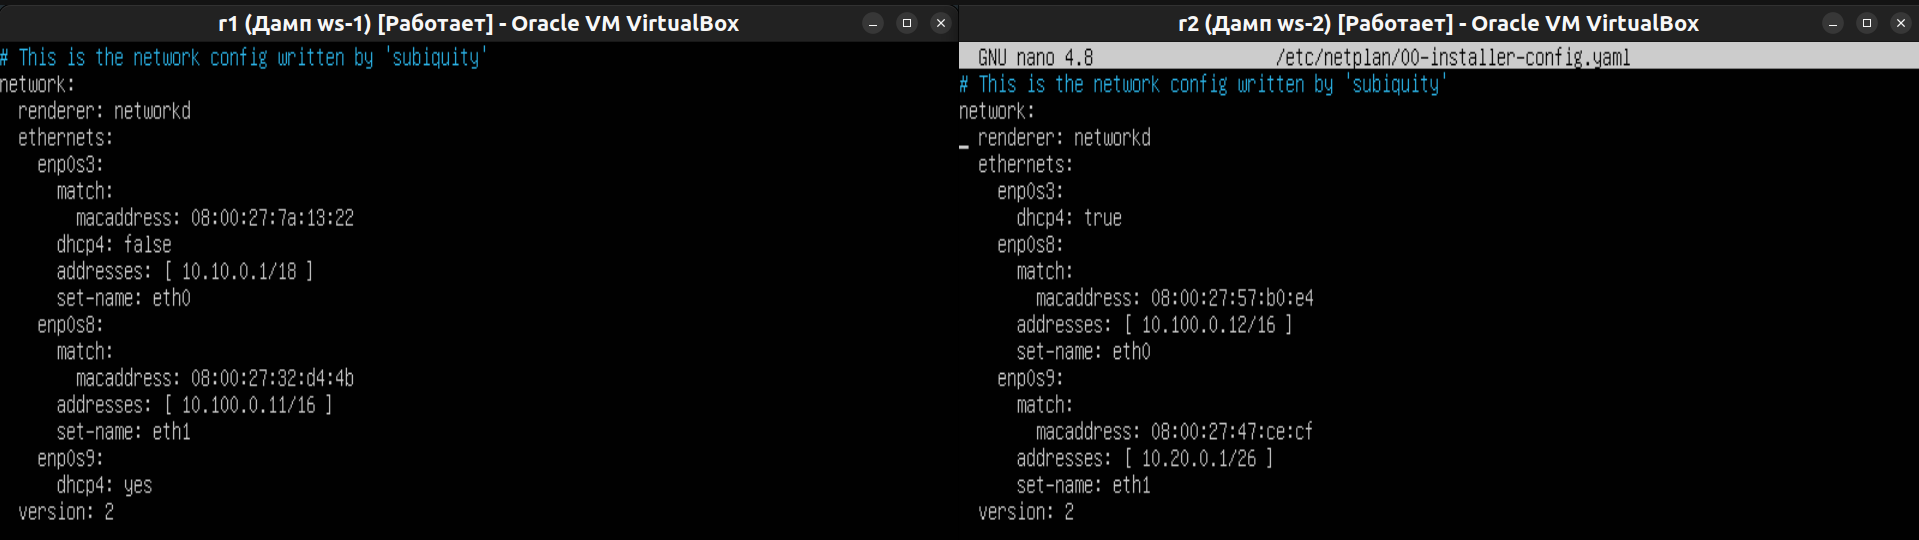 r1 (Дамп ws-1) [Работает] - Oracle VM VirtualBox
# This is the network config written by 'subiquity'
network:
  renderer: networkd
  ethernets:
    enp0s3:
      match:
        macaddress: 08:00:27:7a:13:22
      dhcp4: false
      addresses: [ 10.10.0.1/18 ]
      set-name: eth0
    enp0s8:
      match:
        macaddress: 08:00:27:32:d4:4b
      addresses: [ 10.100.0.11/16 ]
      set-name: eth1
    enp0s9:
      dhcp4: yes
  version: 2
r2 (Дамп ws-2) [Работает] - Oracle VM VirtualBox
GNU nano 4.8 /etc/netplan/00-installer-config.yaml
# This is the network config written by 'subiquity'
network:
  renderer: networkd
  ethernets:
    enp0s3:
      dhcp4: true
    enp0s8:
      match:
        macaddress: 08:00:27:57:b0:e4
      addresses: [ 10.100.0.12/16 ]
      set-name: eth0
    enp0s9:
      match:
        macaddress: 08:00:27:47:ce:cf
      addresses: [ 10.20.0.1/26 ]
      set-name: eth1
  version: 2